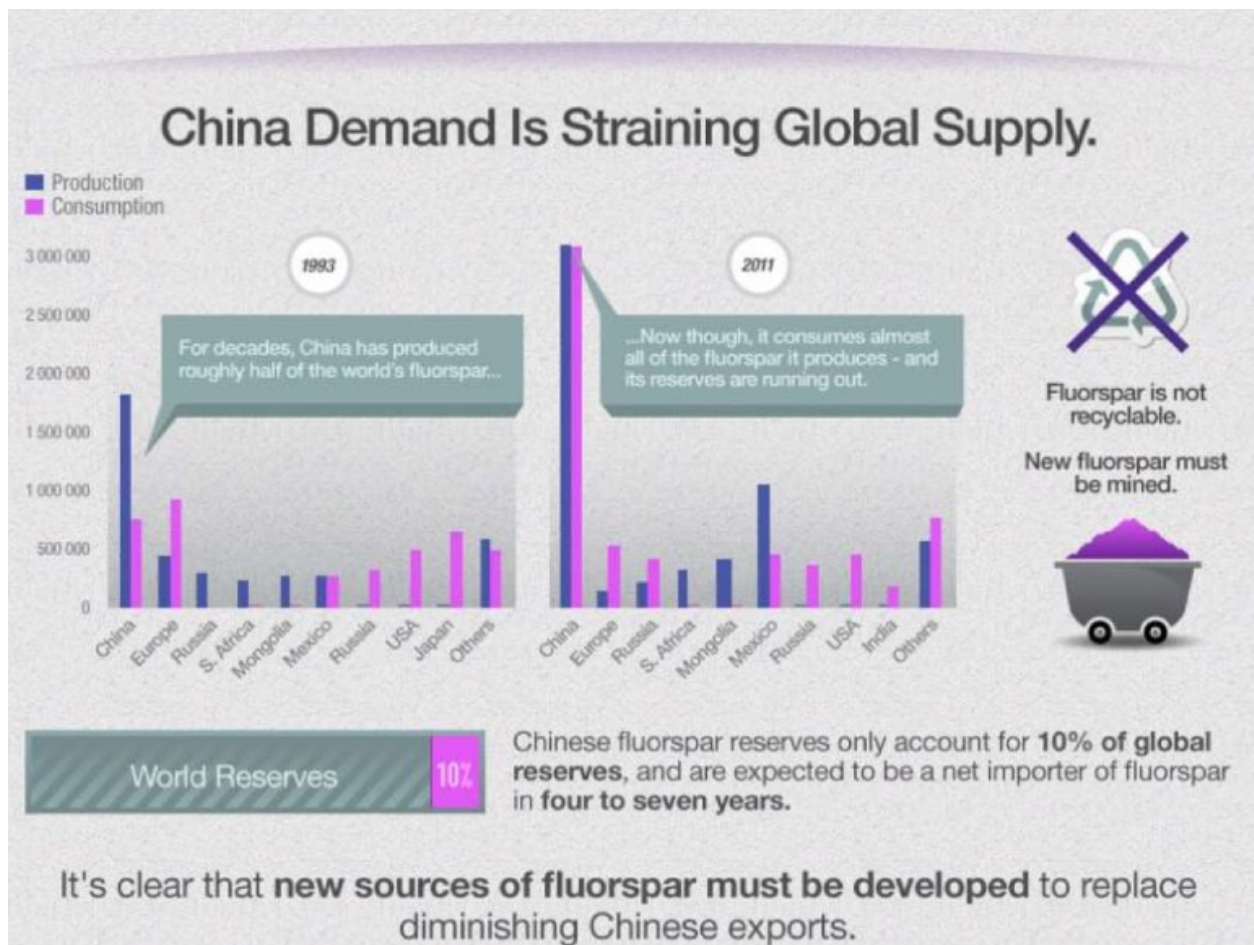 China Demand Is Straining Global Supply.
Production
Consumption
3 000 000
2 500 000
2 000 000
1 500 000
1 000 000
500 000
0
1993
For decades, China has produced
roughly half of the world's fluorspar...
China
Europe
Russia
S. Africa
Mongolia
Mexico
Russia
USA
Japan
Others
2011
...Now though, it consumes almost
all of the fluorspar it produces - and
its reserves are running out.
China
Europe
Russia
S. Africa
Mongolia
Mexico
Russia
USA
India
Others
Fluorspar is not
recyclable.
New fluorspar must
be mined.
World Reserves
10%
Chinese fluorspar reserves only account for 10% of global
reserves, and are expected to be a net importer of fluorspar
in four to seven years.
It's clear that new sources of fluorspar must be developed to replace
diminishing Chinese exports.